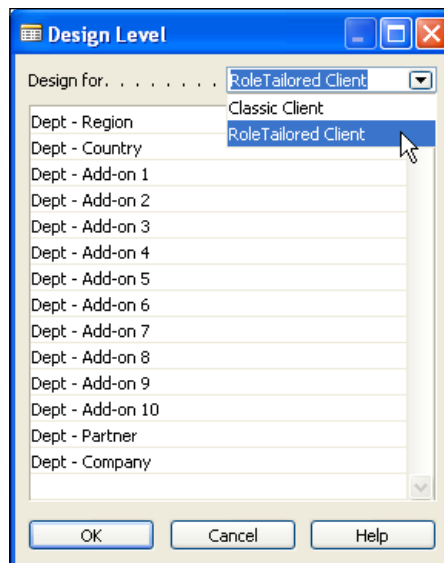 Design Level
Design for. . . . . . . . RoleTailored Client
Classic Client
RoleTailored Client
Dept - Region
Dept - Country
Dept - Add-on 1
Dept - Add-on 2
Dept - Add-on 3
Dept - Add-on 4
Dept - Add-on 5
Dept - Add-on 6
Dept - Add-on 7
Dept - Add-on 8
Dept - Add-on 9
Dept - Add-on 10
Dept - Partner
Dept - Company
OK Cancel Help